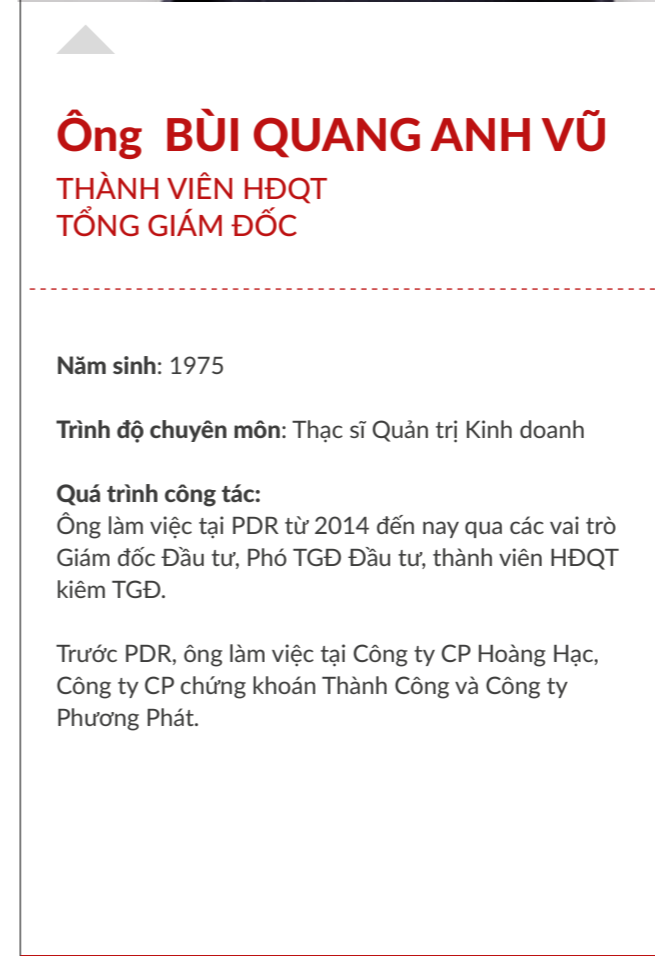 Ông BÙI QUANG ANH VŨ
THÀNH VIÊN HĐQT
TỔNG GIÁM ĐỐC
Năm sinh: 1975
Trình độ chuyên môn: Thạc sĩ Quản trị Kinh doanh
Quá trình công tác:
Ông làm việc tại PDR từ 2014 đến nay qua các vai trò
Giám đốc Đầu tư, Phó TGĐ Đầu tư, thành viên HĐQT
kiêm TGĐ.
Trước PDR, ông làm việc tại Công ty CP Hoàng Hạc,
Công ty CP chứng khoán Thành Công và Công ty
Phương Phát.